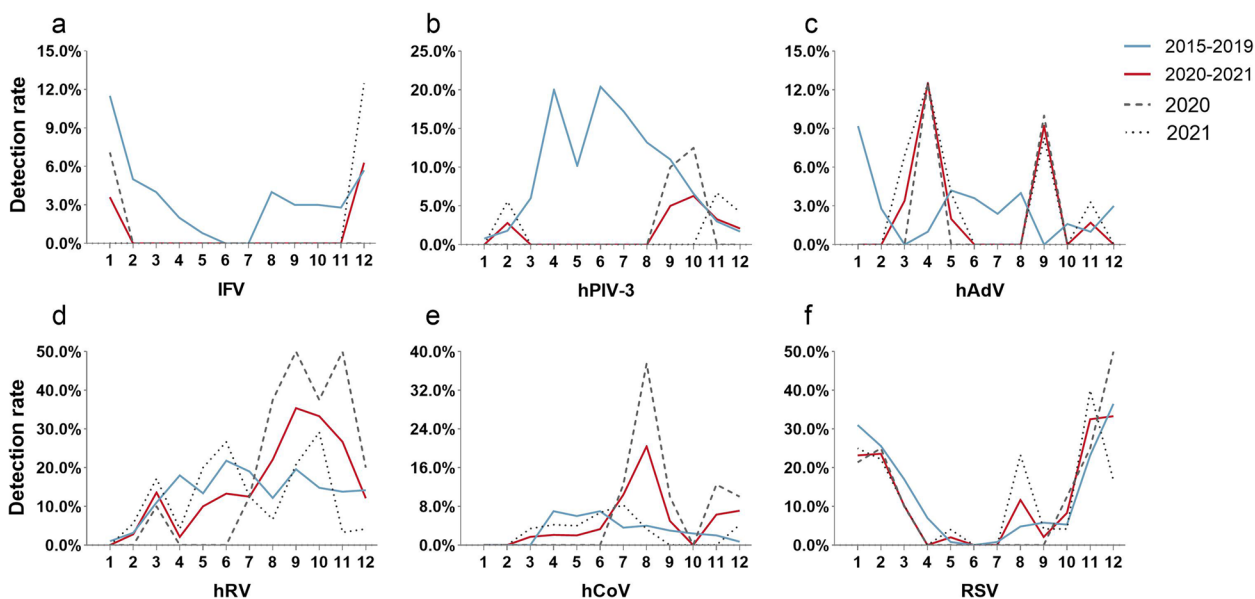 a
15.0%
12.0%
9.0%
6.0%
3.0%
0.0%
Detection rate
1 2 3 4 5 6 7 8 9 10 11 12
IFV
b
25.0%
20.0%
15.0%
10.0%
5.0%
0.0%
1 2 3 4 5 6 7 8 9 10 11 12
hPIV-3
c
15.0%
12.0%
9.0%
6.0%
3.0%
0.0%
1 2 3 4 5 6 7 8 9 10 11 12
hAdV
2015-2019
2020-2021
2020
2021
d
50.0%
40.0%
30.0%
20.0%
10.0%
0.0%
Detection rate
1 2 3 4 5 6 7 8 9 10 11 12
hRV
e
40.0%
32.0%
24.0%
16.0%
8.0%
0.0%
1 2 3 4 5 6 7 8 9 10 11 12
hCoV
f
50.0%
40.0%
30.0%
20.0%
10.0%
0.0%
1 2 3 4 5 6 7 8 9 10 11 12
RSV